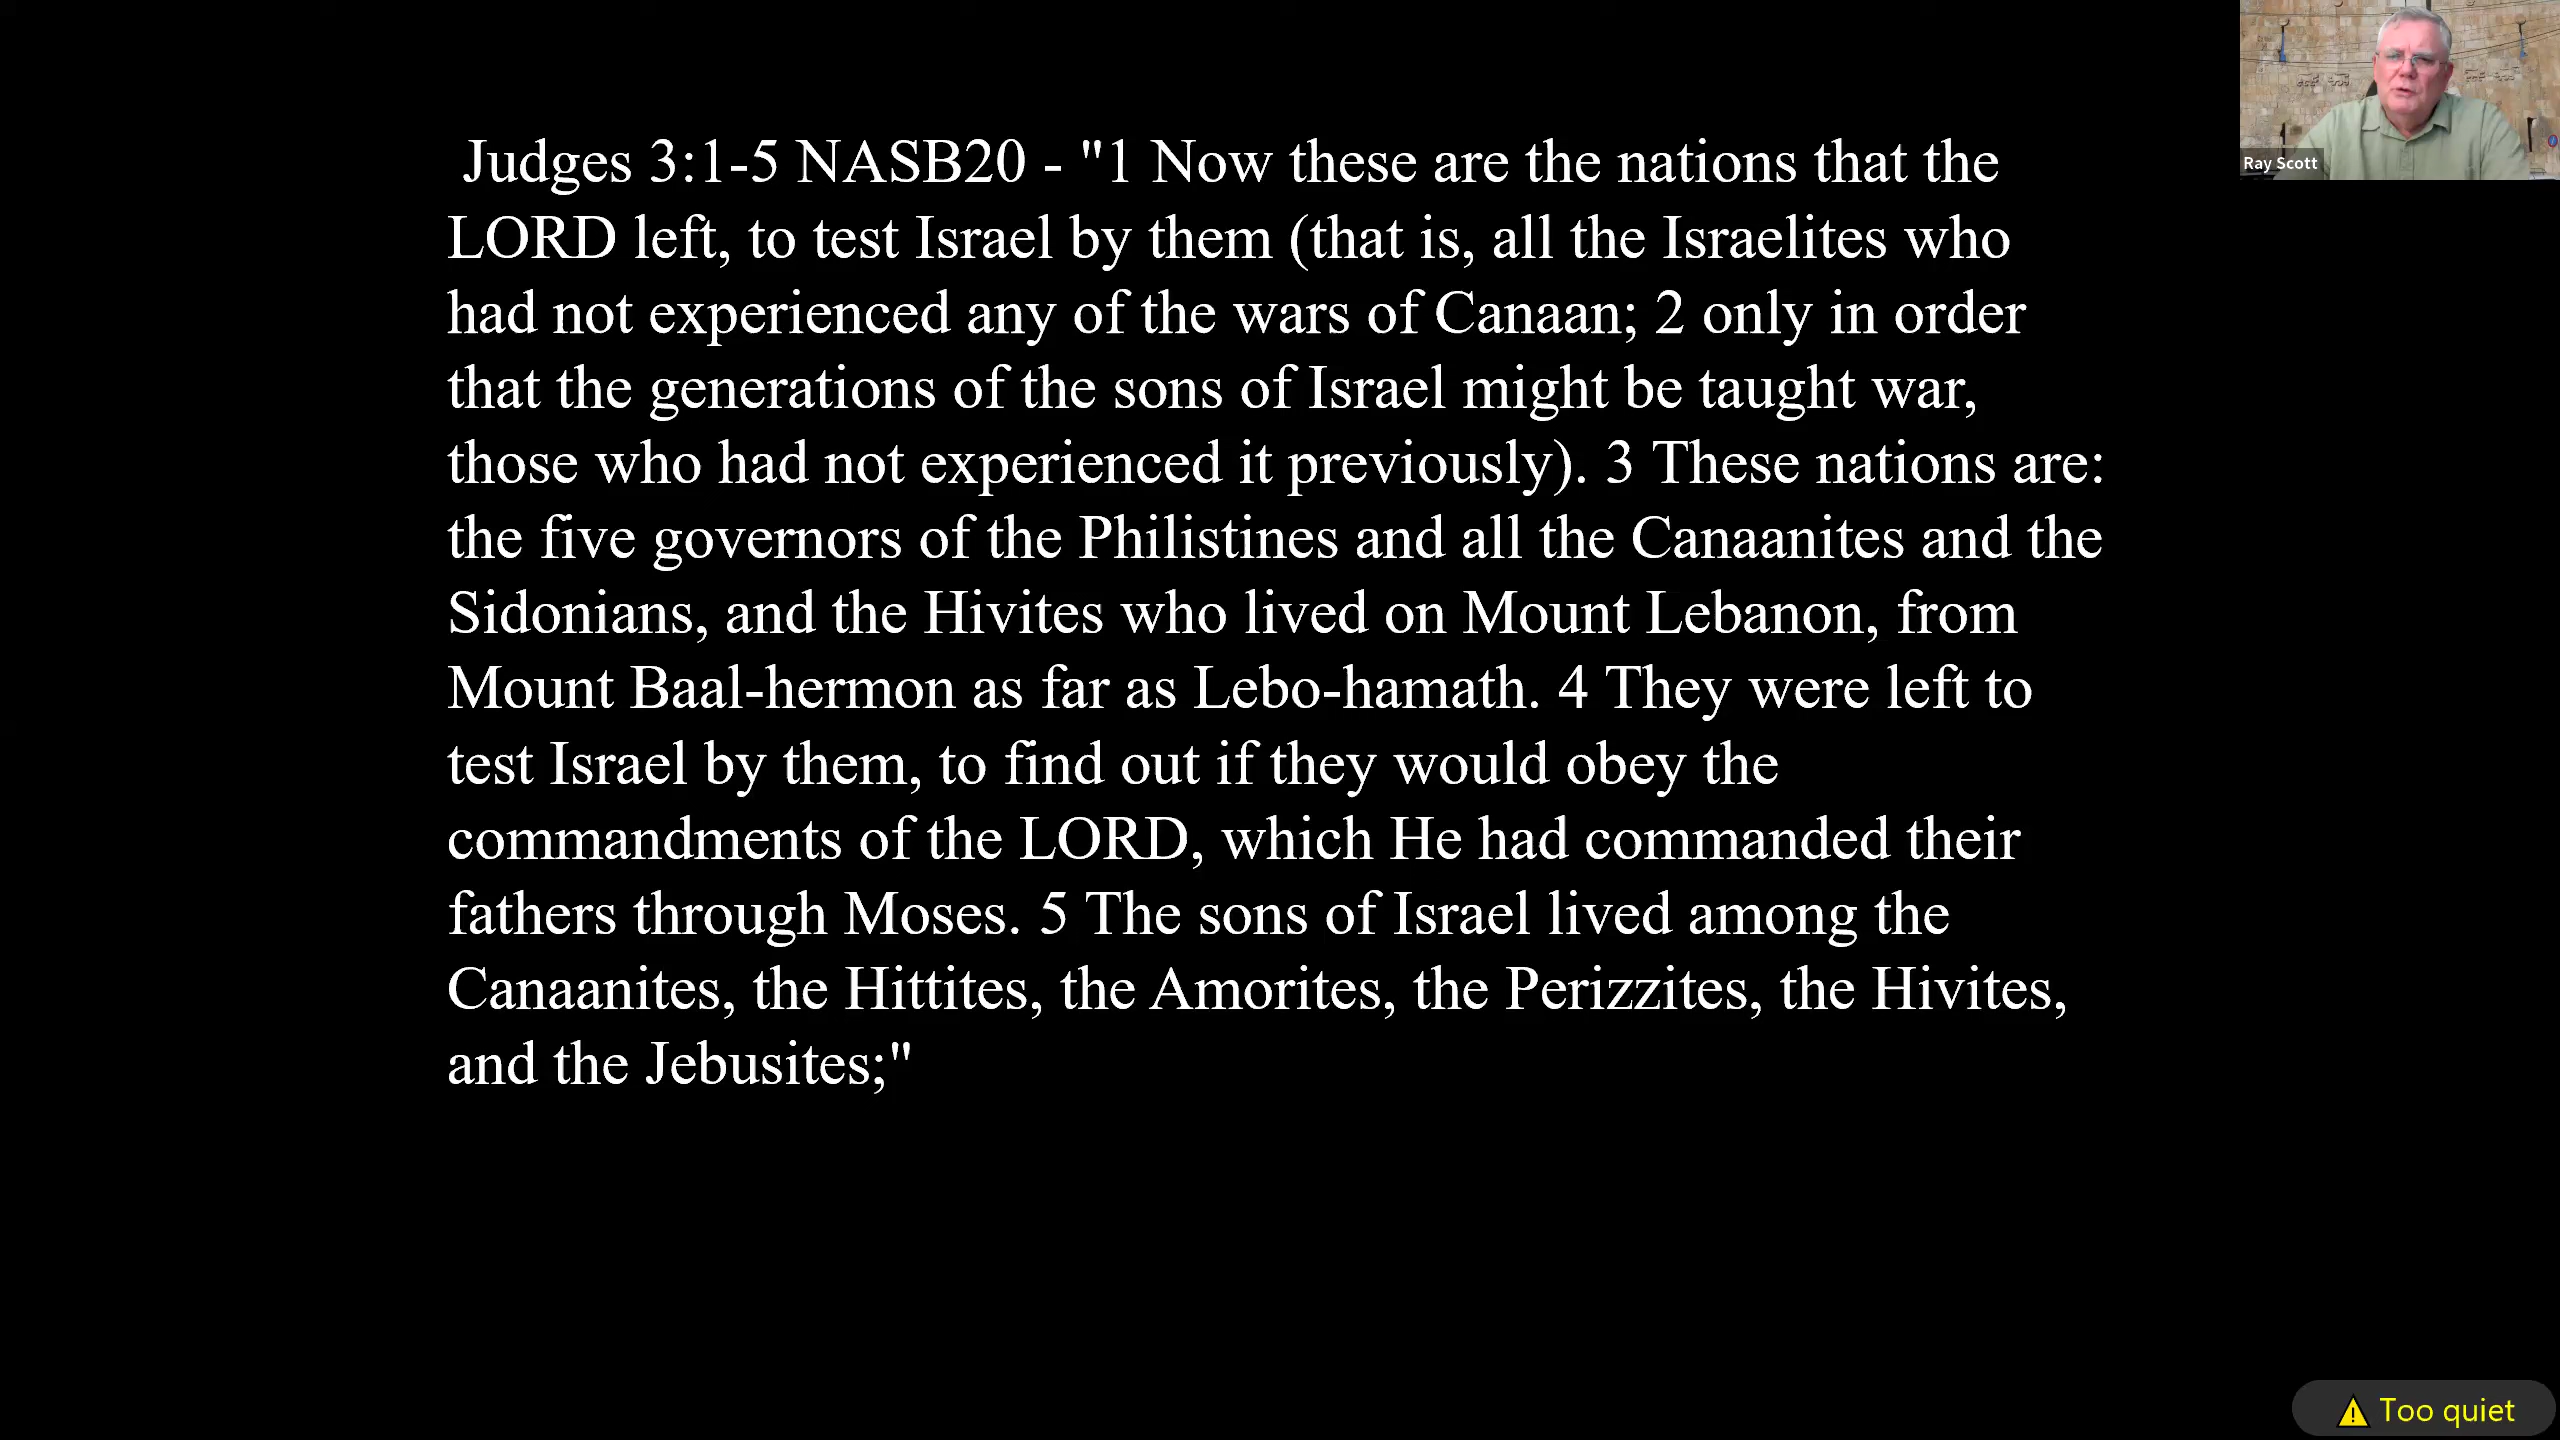 Judges 3:1-5 NASB20 - "1 Now these are the nations that the
LORD left, to test Israel by them (that is, all the Israelites who
had not experienced any of the wars of Canaan; 2 only in order
that the generations of the sons of Israel might be taught war,
those who had not experienced it previously). 3 These nations are:
the five governors of the Philistines and all the Canaanites and the
Sidonians, and the Hivites who lived on Mount Lebanon, from
Mount Baal-hermon as far as Lebo-hamath. 4 They were left to
test Israel by them, to find out if they would obey the
commandments of the LORD, which He had commanded their
fathers through Moses. 5 The sons of Israel lived among the
Canaanites, the Hittites, the Amorites, the Perizzites, the Hivites,
and the Jebusites;"
Ray Scott
Too quiet